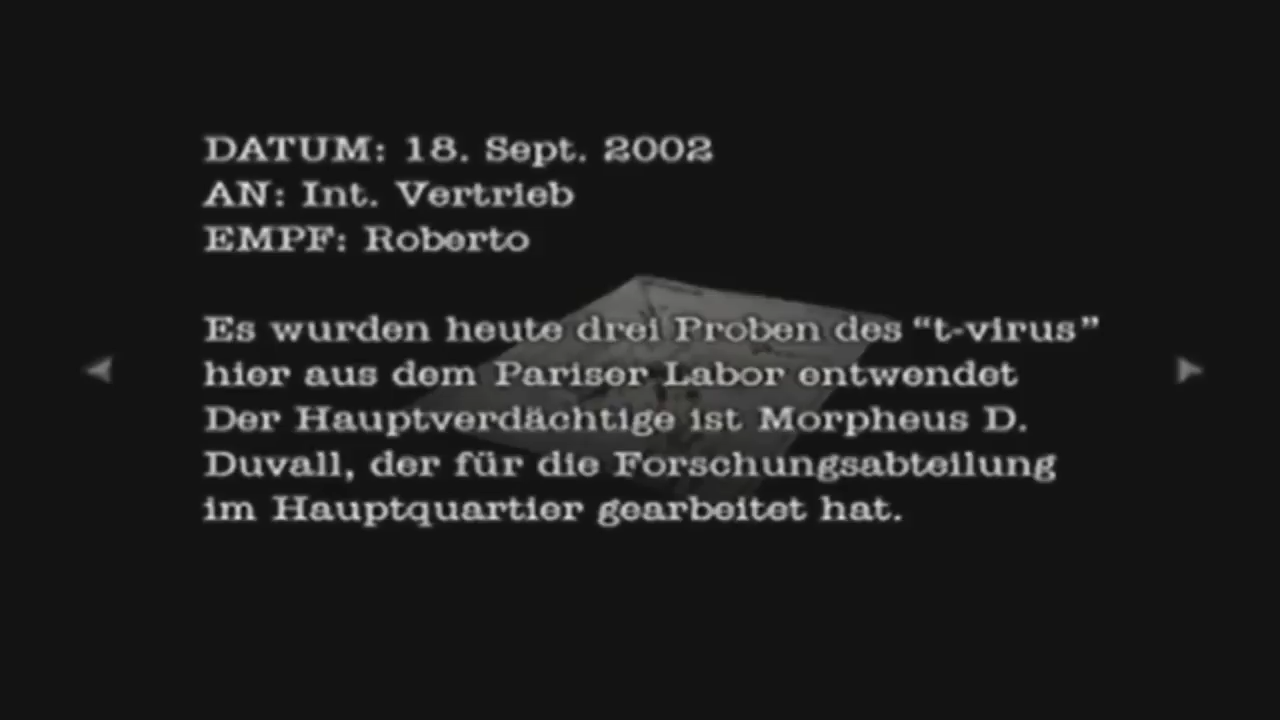 DATUM: 18. Sept. 2002
AN: Int. Vertrieb
EMPF: Roberto
Es wurden heute drei Proben des “t-virus”
hier aus dem Pariser Labor entwendet
Der Hauptverdächtige ist Morpheus D.
Duvall, der für die Forschungsabteilung
im Hauptquartier gearbeitet hat.